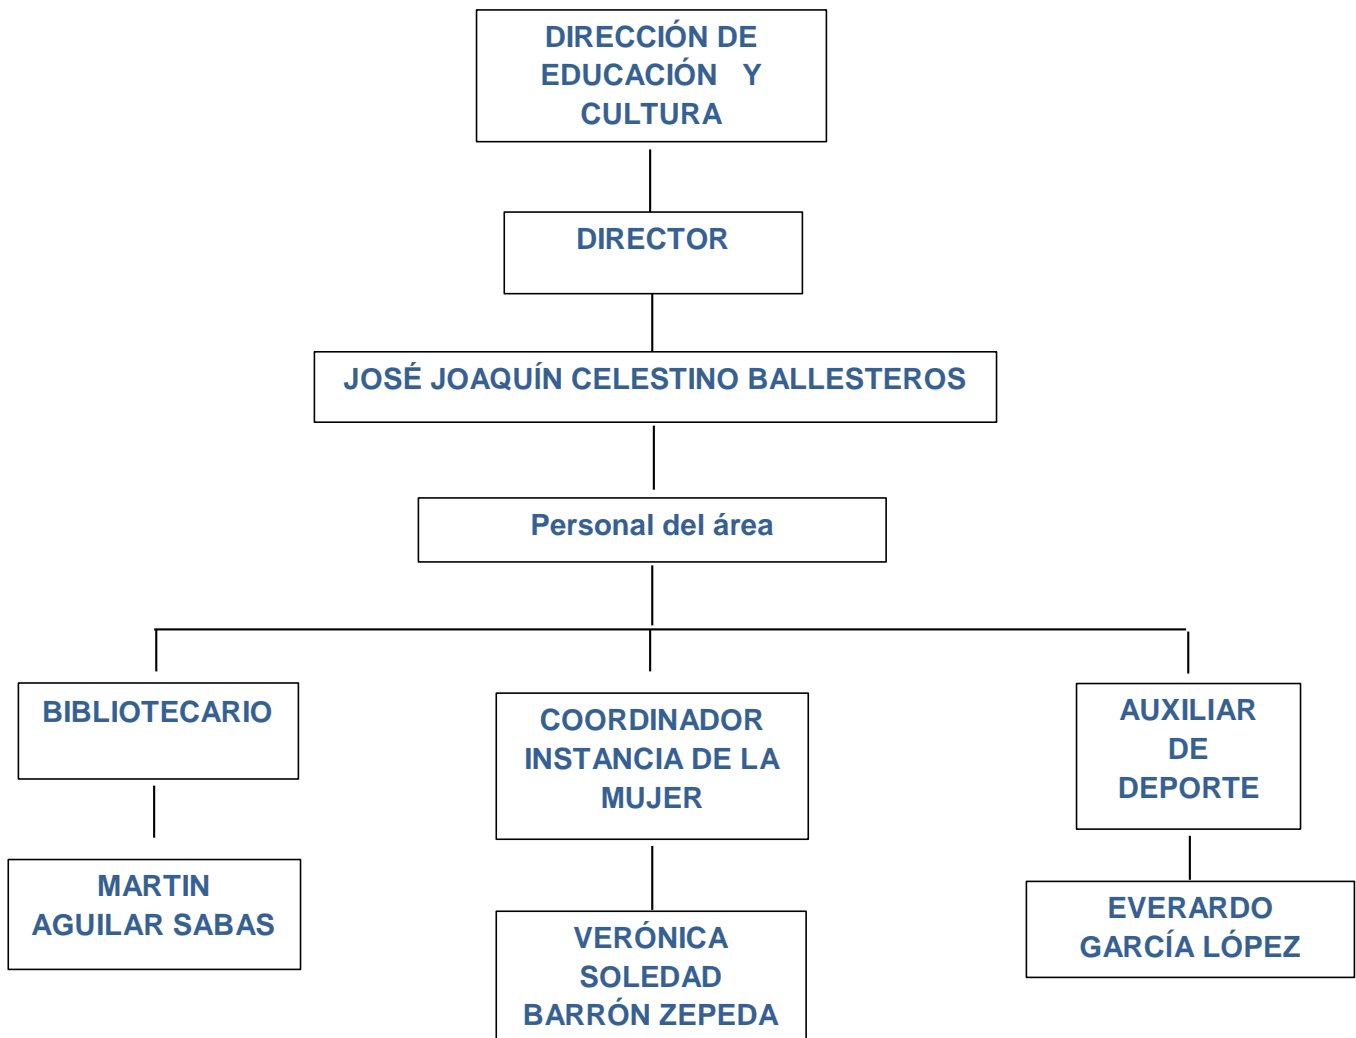 DIRECCIÓN DE
EDUCACIÓN Y
CULTURA
DIRECTOR
JOSÉ JOAQUÍN CELESTINO BALLESTEROS
Personal del área
BIBLIOTECARIO
MARTIN
AGUILAR SABAS
COORDINADOR
INSTANCIA DE LA
MUJER
VERÓNICA
SOLEDAD
BARRÓN ZEPEDA
AUXILIAR
DE
DEPORTE
EVERARDO
GARCÍA LÓPEZ